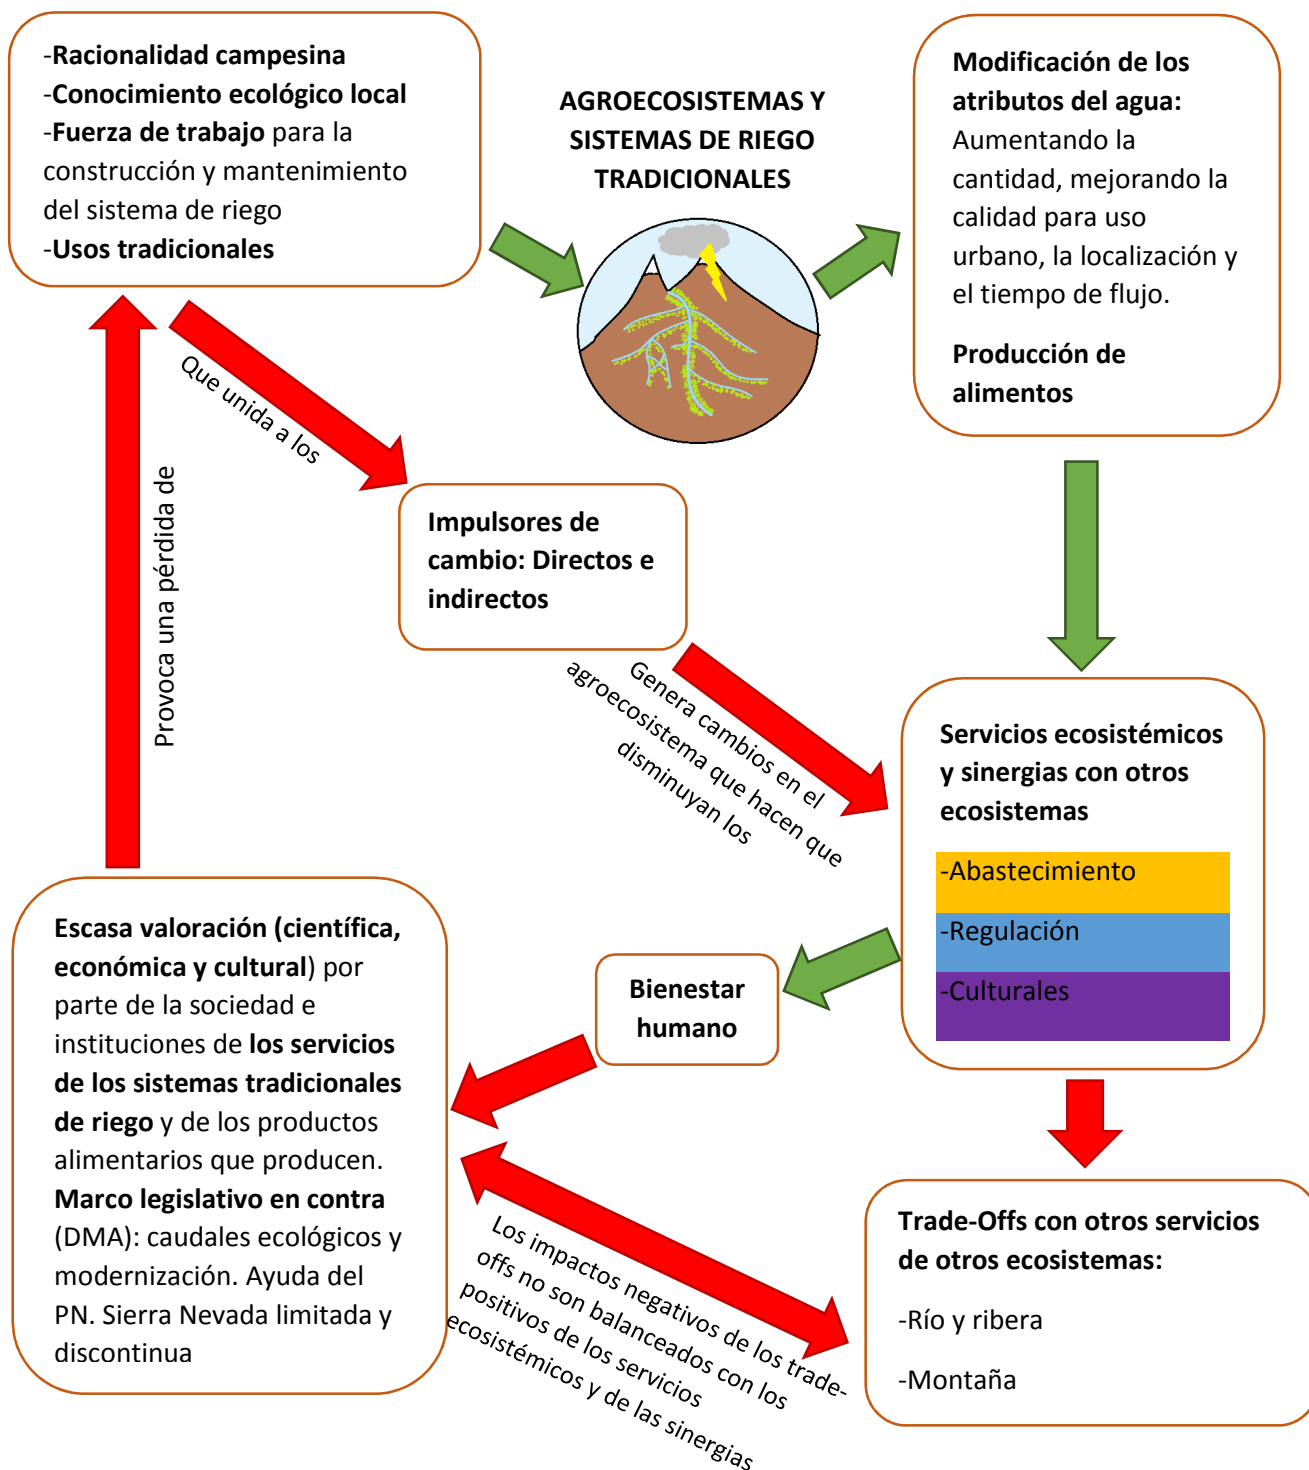 -Racionalidad campesina
-Conocimiento ecológico local
-Fuerza de trabajo para la
construcción y mantenimiento
del sistema de riego
-Usos tradicionales
AGROECOSISTEMAS Y
SISTEMAS DE RIEGO
TRADICIONALES
Modificación de los
atributos del agua:
Aumentando la
cantidad, mejorando la
calidad para uso
urbano, la localización y
el tiempo de flujo.
Producción de
alimentos
Que unida a los
Provoca una pérdida de
Impulsores de
cambio: Directos e
indirectos
Genera cambios en el
agroecosistema que hacen que
disminuyan los
Servicios ecosistémicos
y sinergias con otros
ecosistemas
-Abastecimiento
-Regulación
-Culturales
Bienestar
humano
Escasa valoración (científica,
económica y cultural) por
parte de la sociedad e
instituciones de los servicios
de los sistemas tradicionales
de riego y de los productos
alimentarios que producen.
Marco legislativo en contra
(DMA): caudales ecológicos y
modernización. Ayuda del
PN. Sierra Nevada limitada y
discontinua
Los impactos negativos de los trade-
offs no son balanceados con los
positivos de los servicios
ecosistémicos y de las sinergias
Trade-Offs con otros servicios
de otros ecosistemas:
-Río y ribera
-Montaña